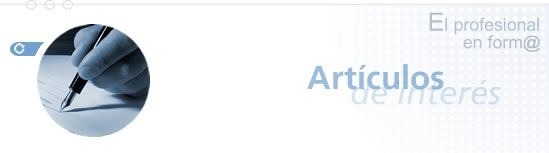 El profesional
en form@
Artículos
de interés